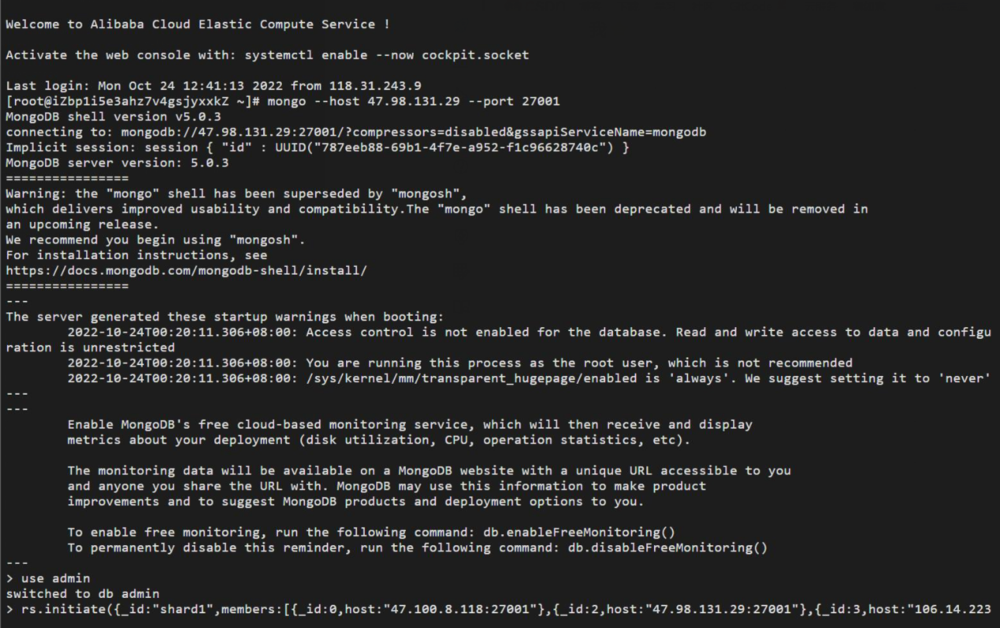 Welcome to Alibaba Cloud Elastic Compute Service !
Activate the web console with: systemctl enable --now cockpit.socket
Last login: Mon Oct 24 12:41:13 2022 from 118.31.243.9
[root@iZbp1i5e3ahz7v4gsjyxxkZ ~]# mongo --host 47.98.131.29 --port 27001
MongoDB shell version v5.0.3
connecting to: mongodb://47.98.131.29:27001/?compressors=disabled&gssapiServiceName=mongodb
Implicit session: session { "id" : UUID("787eeb88-69b1-4f7e-a952-f1c96628740c") }
MongoDB server version: 5.0.3
================
Warning: the "mongo" shell has been superseded by "mongosh",
which delivers improved usability and compatibility.The "mongo" shell has been deprecated and will be removed in
an upcoming release.
We recommend you begin using "mongosh".
For installation instructions, see
https://docs.mongodb.com/mongodb-shell/install/
================
---
The server generated these startup warnings when booting:
        2022-10-24T00:20:11.306+08:00: Access control is not enabled for the database. Read and write access to data and configu
ration is unrestricted
        2022-10-24T00:20:11.306+08:00: You are running this process as the root user, which is not recommended
        2022-10-24T00:20:11.306+08:00: /sys/kernel/mm/transparent_hugepage/enabled is 'always'. We suggest setting it to 'never'
---
---
        Enable MongoDB's free cloud-based monitoring service, which will then receive and display
        metrics about your deployment (disk utilization, CPU, operation statistics, etc).
        The monitoring data will be available on a MongoDB website with a unique URL accessible to you
        and anyone you share the URL with. MongoDB may use this information to make product
        improvements and to suggest MongoDB products and deployment options to you.
        To enable free monitoring, run the following command: db.enableFreeMonitoring()
        To permanently disable this reminder, run the following command: db.disableFreeMonitoring()
---
> use admin
switched to db admin
> rs.initiate({_id:"shard1",members:[{_id:0,host:"47.100.8.118:27001"},{_id:2,host:"47.98.131.29:27001"},{_id:3,host:"106.14.223